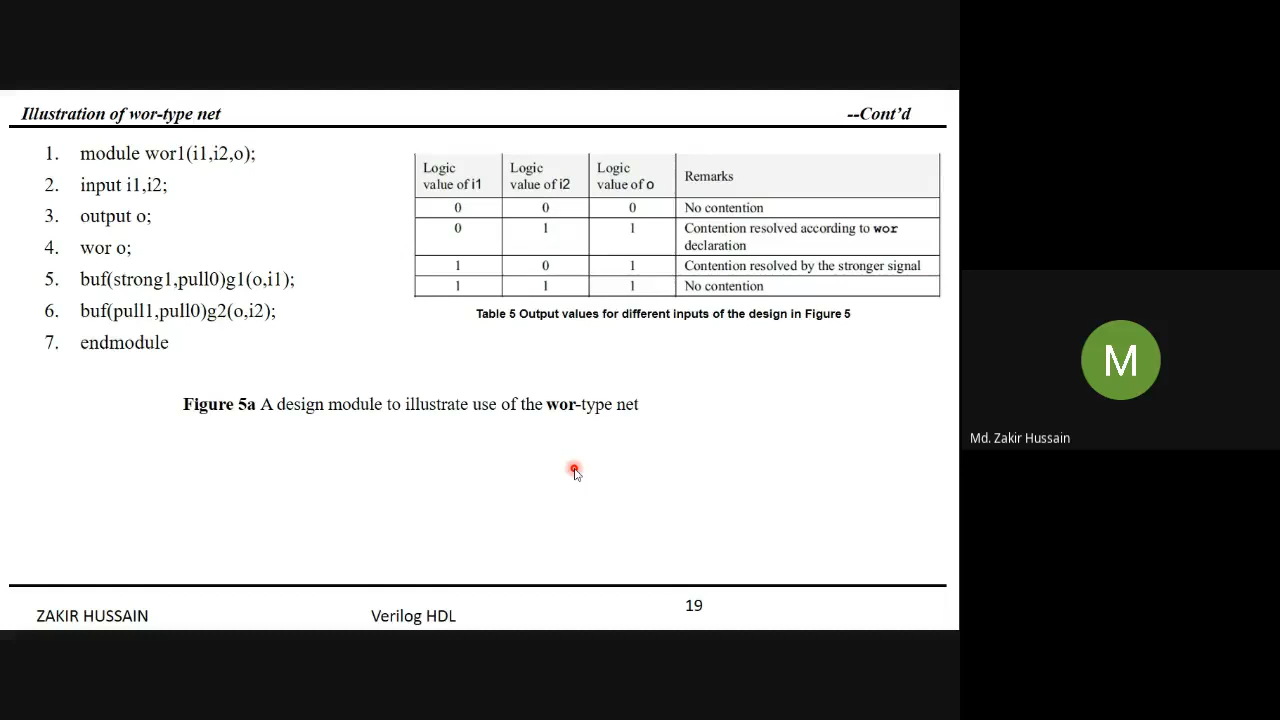 Illustration of wor-type net --Cont'd
1. module wor1(i1,i2,o);
2. input i1,i2;
3. output o;
4. wor o;
5. buf(strong1,pull0)g1(o,i1);
6. buf(pull1,pull0)g2(o,i2);
7. endmodule
Logic value of i1 Logic value of i2 Logic value of o Remarks
0 0 0 No contention
0 1 1 Contention resolved according to wor declaration
1 0 1 Contention resolved by the stronger signal
1 1 1 No contention
Table 5 Output values for different inputs of the design in Figure 5
Figure 5a A design module to illustrate use of the wor-type net
M
Md. Zakir Hussain
ZAKIR HUSSAIN Verilog HDL 19